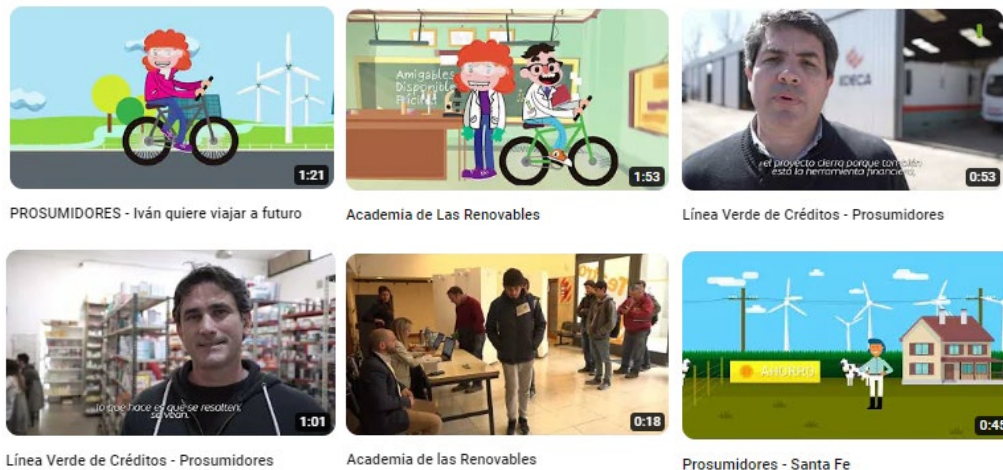 Amigables
Disponible
1:21
1:53
el proyecto cierra porque también
está la herramienta financiera,
0:53
PROSUMIDORES - Iván quiere viajar a futuro
Academia de Las Renovables
Línea Verde de Créditos - Prosumidores
lo que hace es que se resalten,
se vean.
1:01
0:18
AHORRO
0:45
Línea Verde de Créditos - Prosumidores
Academia de las Renovables
Prosumidores - Santa Fe